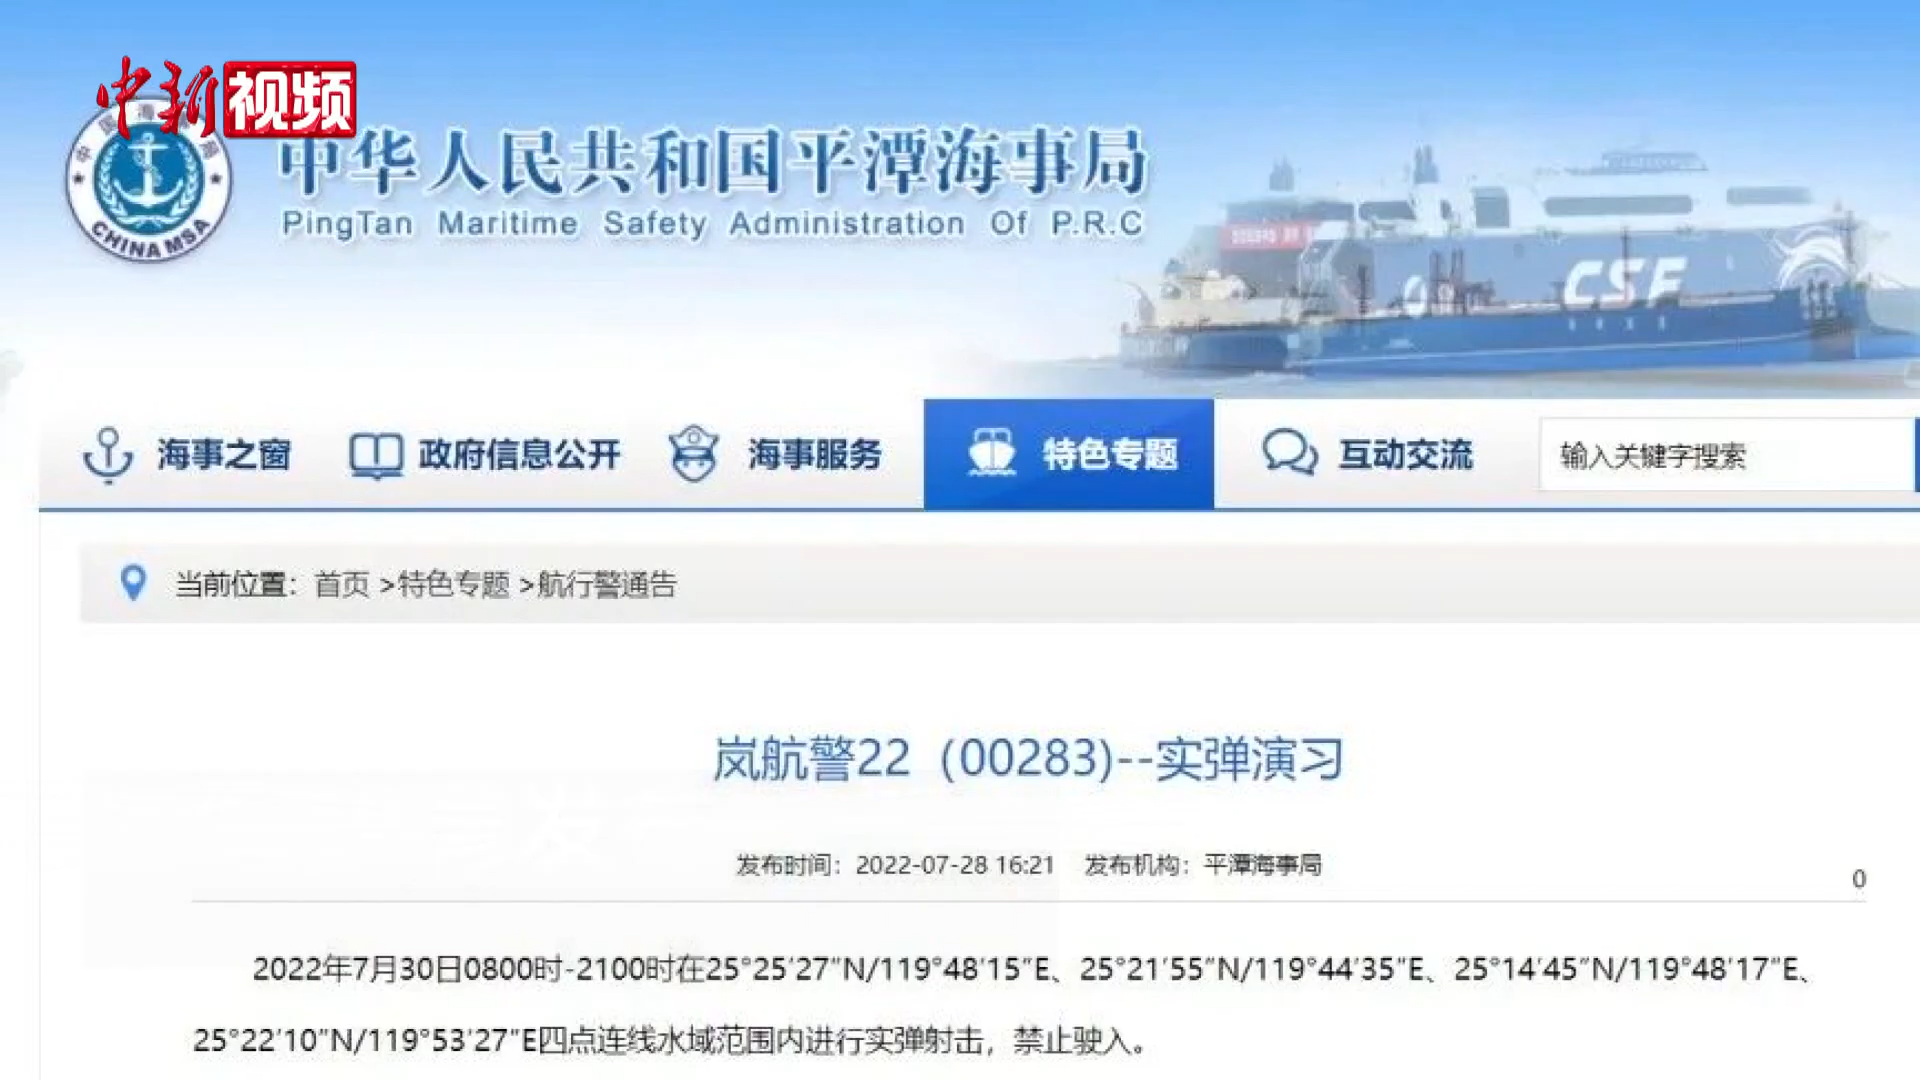 中新视频
CHINA MSA
中华人民共和国平潭海事局
PingTan Maritime Safety Administration Of P.R.C
CSF
海事之窗 政府信息公开 海事服务 特色专题 互动交流 输入关键字搜索
当前位置：首页 >特色专题 >航行警通告
岚航警22（00283)--实弹演习
发布时间：2022-07-28 16:21 发布机构：平潭海事局
0
2022年7月30日0800时-2100时在25°25′27″N/119°48′15″E、25°21′55″N/119°44′35″E、25°14′45″N/119°48′17″E、
25°22′10″N/119°53′27″E四点连线水域范围内进行实弹射击，禁止驶入。